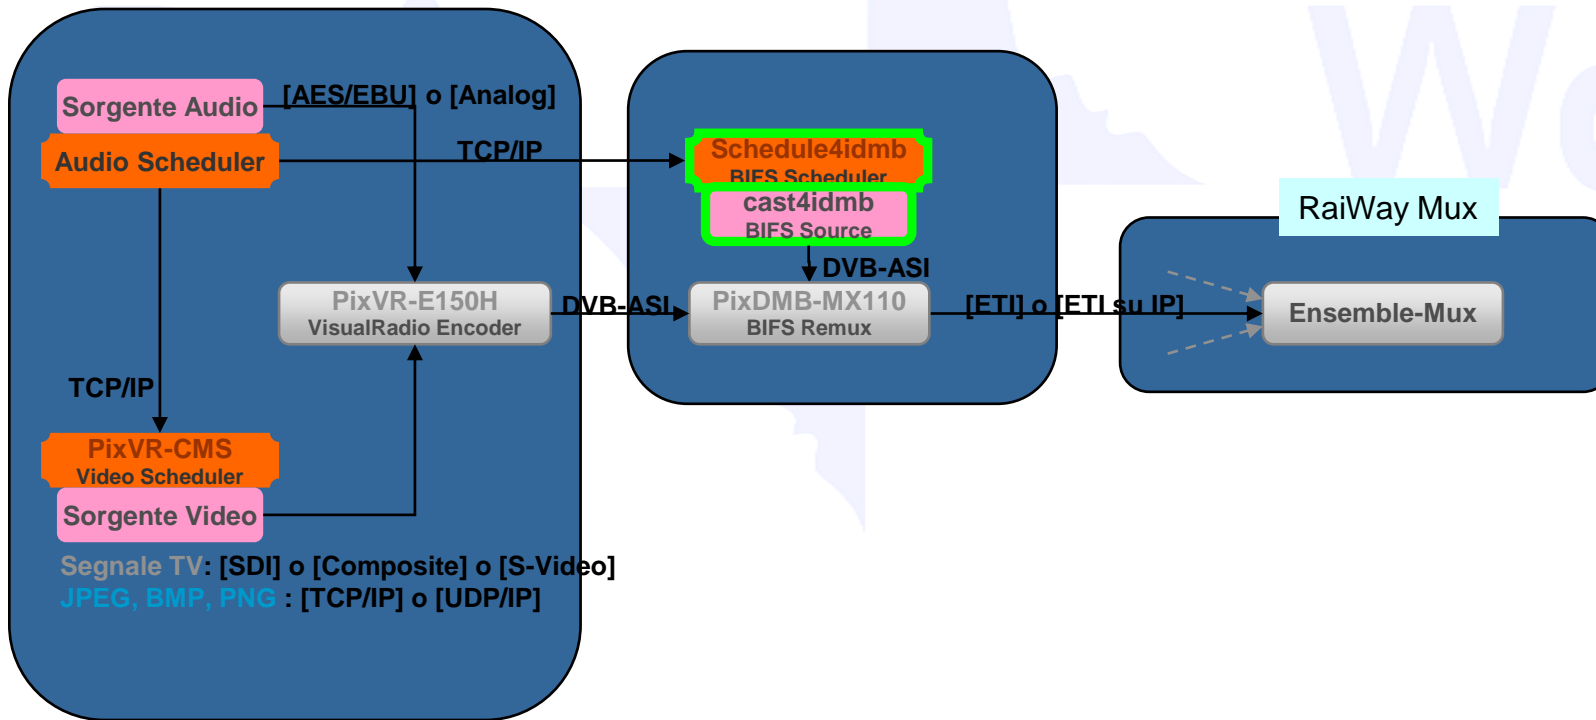 We
Sorgente Audio
[AES/EBU] o [Analog]
Audio Scheduler
TCP/IP
Schedule4idmb
BIFS Scheduler
cast4idmb
BIFS Source
DVB-ASI
RaiWay Mux
PixVR-E150H
VisualRadio Encoder
DVB-ASI
PixDMB-MX110
BIFS Remux
[ETI] o [ETI su IP]
Ensemble-Mux
TCP/IP
PixVR-CMS
Video Scheduler
Sorgente Video
Segnale TV: [SDI] o [Composite] o [S-Video]
JPEG, BMP, PNG : [TCP/IP] o [UDP/IP]